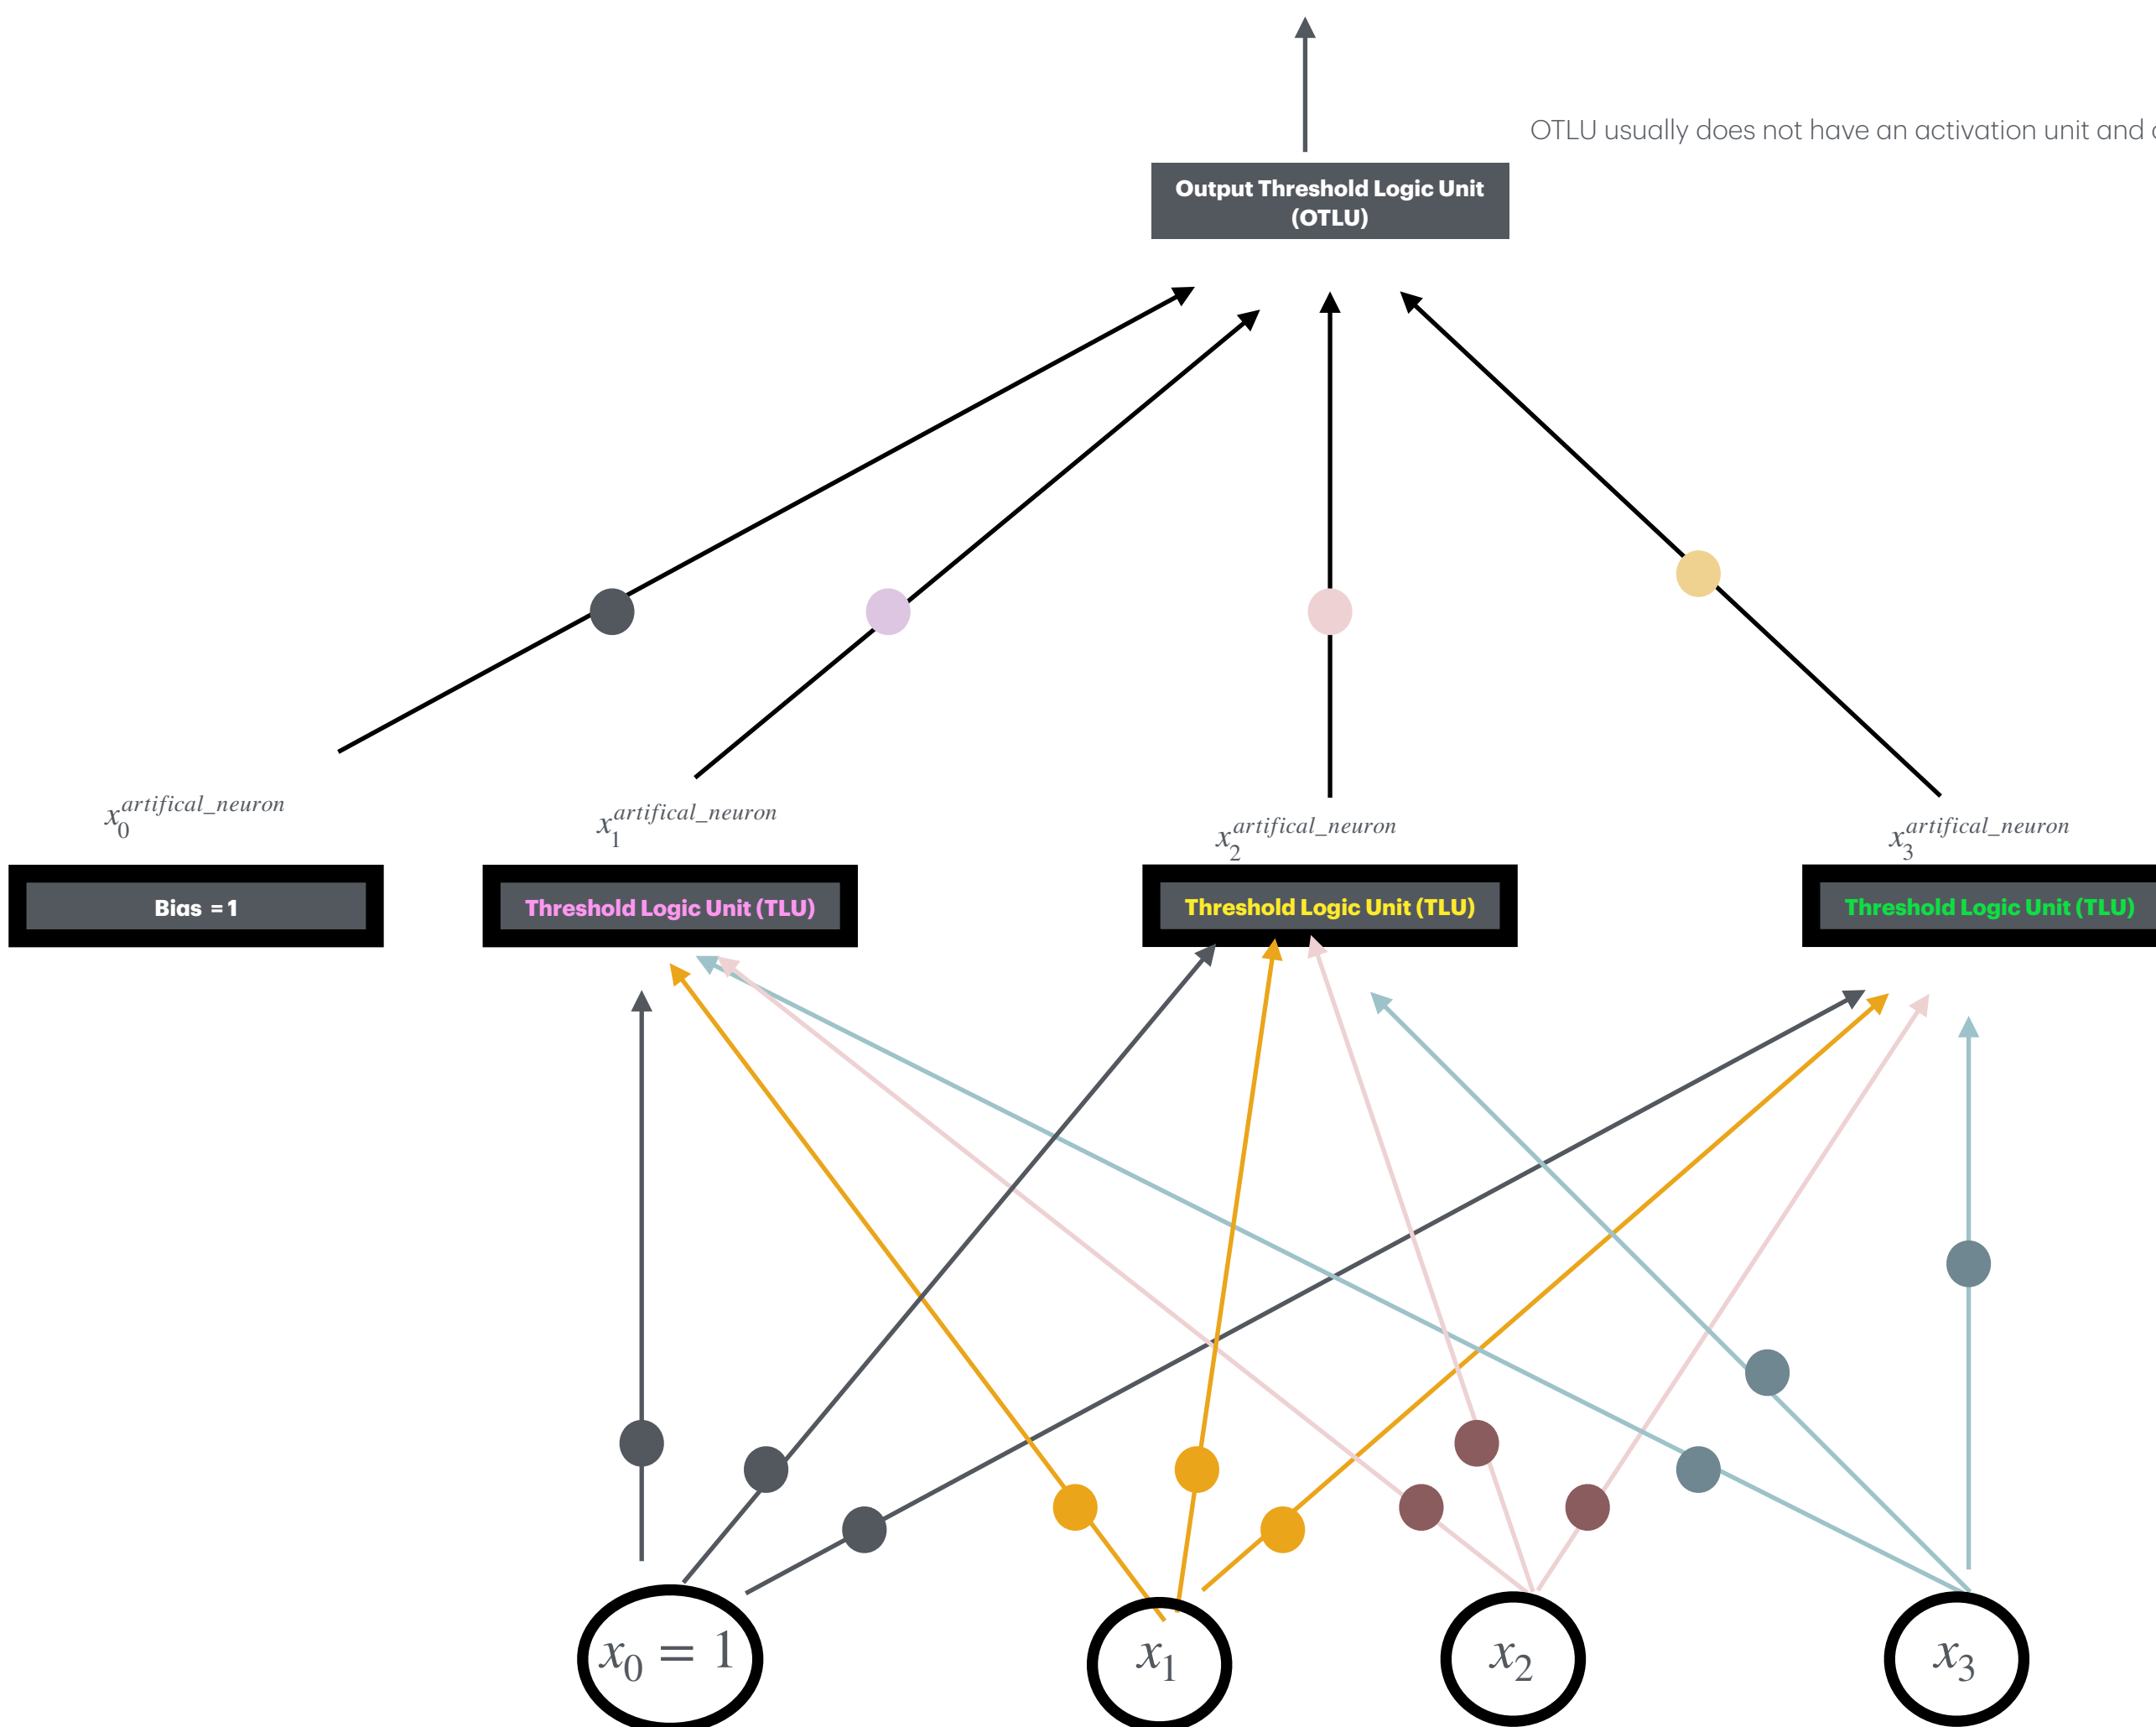 OTLU usually does not have an activation unit and
Output Threshold Logic Unit
(OTLU)
x_0^{artifical_neuron}
x_1^{artifical_neuron}
x_2^{artifical_neuron}
x_3^{artifical_neuron}
Bias = 1
Threshold Logic Unit (TLU)
Threshold Logic Unit (TLU)
Threshold Logic Unit (TLU)
x_0 = 1
x_1
x_2
x_3